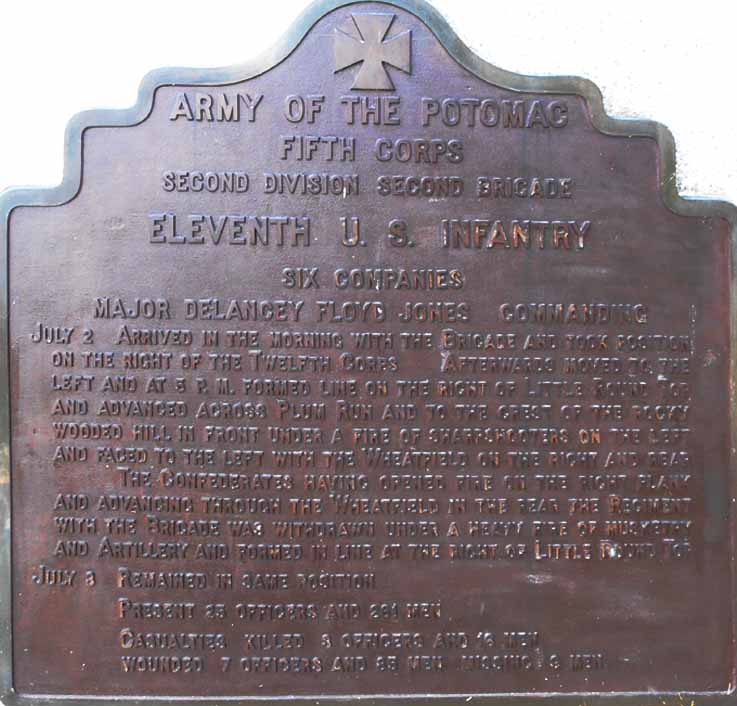 ARMY OF THE POTOMAC
FIFTH CORPS
SECOND DIVISION SECOND BRIGADE
ELEVENTH U. S. INFANTRY
SIX COMPANIES
MAJOR DELANCEY FLOYD-JONES COMMANDING
JULY 2 ARRIVED IN THE MORNING WITH THE BRIGADE AND TOOK POSITION
ON THE RIGHT OF THE TWELFTH CORPS AFTERWARDS MOVED TO THE
LEFT AND AT 5 P. M. FORMED LINE ON THE RIGHT OF LITTLE ROUND TOP
AND ADVANCED ACROSS PLUM RUN AND TO THE CREST OF THE ROCKY
WOODED HILL IN FRONT UNDER A FIRE OF SHARPSHOOTERS ON THE LEFT
AND FACED TO THE LEFT WITH THE WHEATFIELD ON THE RIGHT AND REAR
THE CONFEDERATES HAVING OPENED FIRE ON THE RIGHT FLANK
AND ADVANCING THROUGH THE WHEATFIELD IN THE REAR THE REGIMENT
WITH THE BRIGADE WAS WITHDRAWN UNDER A HEAVY FIRE OF MUSKETRY
AND ARTILLERY AND FORMED IN LINE AT THE RIGHT OF LITTLE ROUND TOP
JULY 3 REMAINED IN SAME POSITION
PRESENT 25 OFFICERS AND 261 MEN
CASUALTIES KILLED 3 OFFICERS AND MEN
WOUNDED 7 OFFICERS AND MEN MISSING 9 MEN